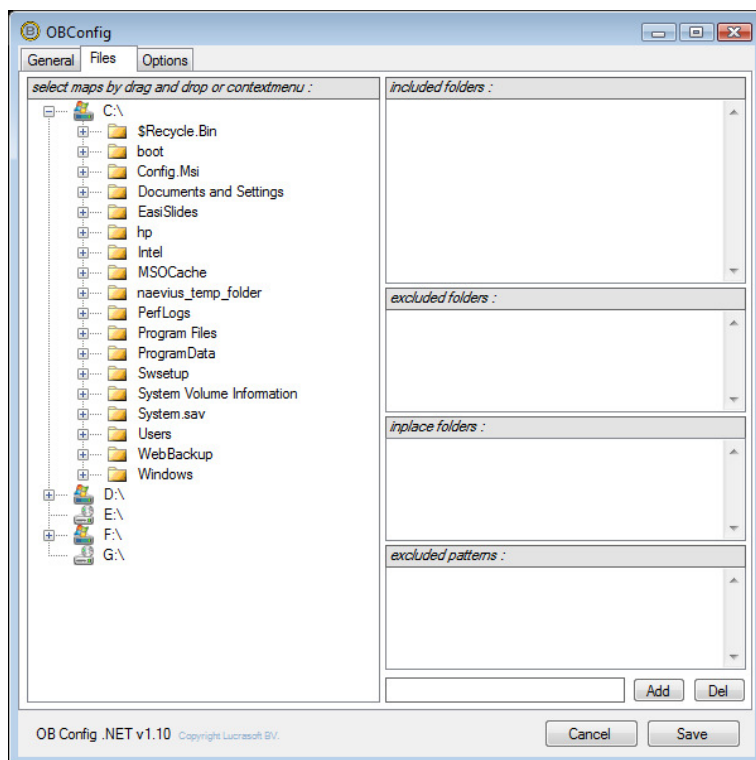 OBConfig
General Files Options
select maps by drag and drop or contextmenu :
C:\
$Recycle.Bin
boot
Config.Msi
Documents and Settings
EasiSlides
hp
Intel
MSOCache
naevius_temp_folder
PerfLogs
Program Files
ProgramData
Swsetup
System Volume Information
System.sav
Users
WebBackup
Windows
D:\
E:\
F:\
G:\
included folders :
excluded folders :
inplace folders :
excluded patterns :
Add Del
OB Config .NET v1.10 Copyright Lucrasoft BV.
Cancel Save